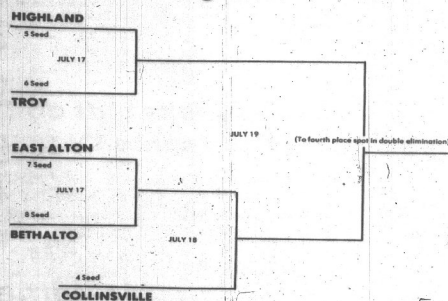 HIGHLAND
5 Seed
JULY 17
6 Seed
TROY
JULY 19
(To fourth place spot in double elimination)
EAST ALTON
7 Seed
JULY 17
8 Seed
BETHALTO
JULY 18
4 Seed
COLLINSVILLE